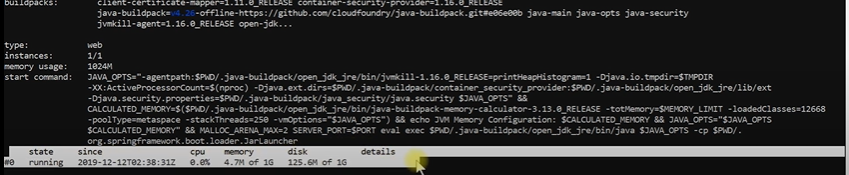 buildpacks: client-certificate-mapper=1.11.0_RELEASE container-security-provider=1.16.0_RELEASE
java-buildpack=v4.26-offline-https://github.com/cloudfoundry/java-buildpack.git#e06e00b java-main java-opts java-security
jvmkill-agent=1.16.0_RELEASE open-jdk...
type: web
instances: 1/1
memory usage: 1024M
start command: JAVA_OPTS="-agentpath:$PWD/.java-buildpack/open_jdk_jre/bin/jvmkill-1.16.0_RELEASE=printHeapHistogram=1 -Djava.io.tmpdir=$TMPDIR
-XX:ActiveProcessorCount=$(nproc) -Djava.ext.dirs=$PWD/.java-buildpack/container_security_provider:$PWD/.java-buildpack/open_jdk_jre/lib/ext
-Djava.security.properties=$PWD/.java-buildpack/java_security/java.security $JAVA_OPTS" &&
CALCULATED_MEMORY=$($PWD/.java-buildpack/open_jdk_jre/bin/java-buildpack-memory-calculator-3.13.0_RELEASE -totMemory=$MEMORY_LIMIT -loadedClasses=12668
-poolType=metaspace -stackThreads=250 -vmOptions="$JAVA_OPTS") && echo JVM Memory Configuration: $CALCULATED_MEMORY && JAVA_OPTS="$JAVA_OPTS
$CALCULATED_MEMORY" && MALLOC_ARENA_MAX=2 SERVER_PORT=$PORT eval exec $PWD/.java-buildpack/open_jdk_jre/bin/java $JAVA_OPTS -cp $PWD/.
org.springframework.boot.loader.JarLauncher
state since cpu memory disk details
#0 running 2019-12-12T02:38:31Z 0.0% 4.7M of 1G 125.6M of 1G